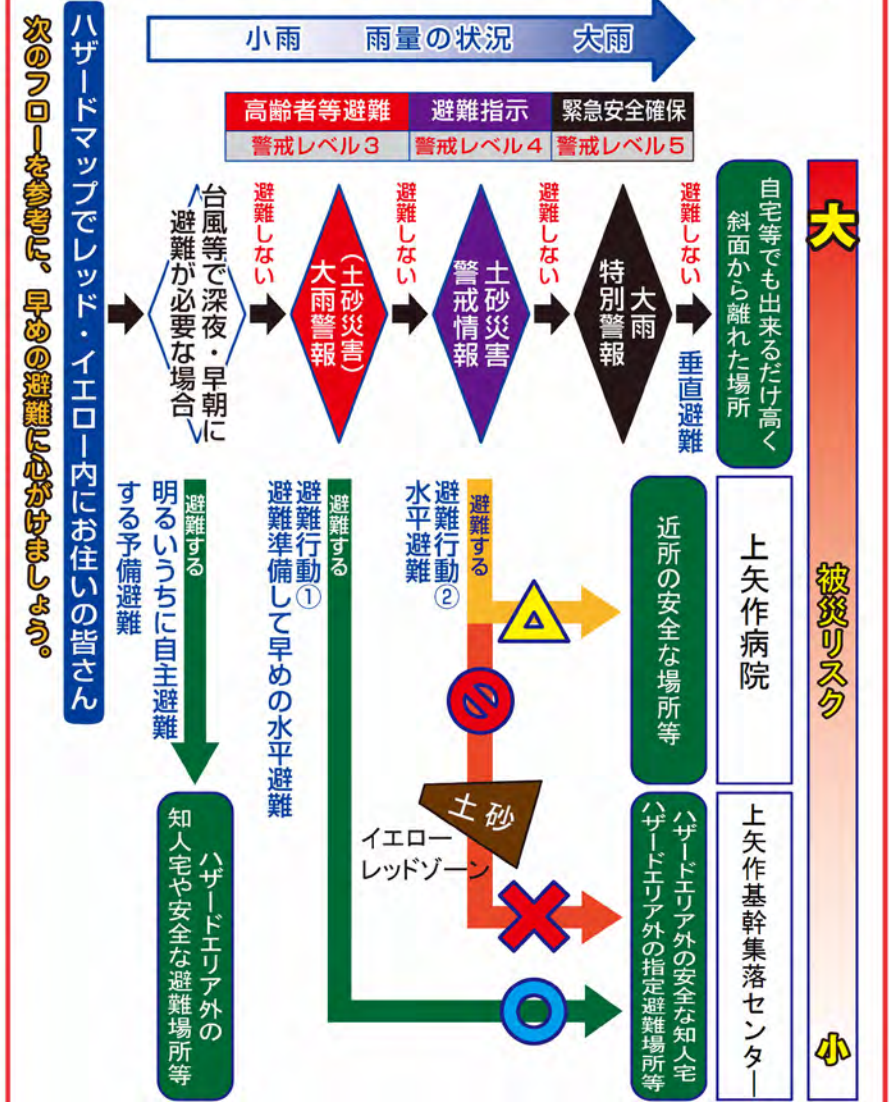 次のフローを参考に、早めの避難に心がけましょう。
ハザードマップでレッド・イエロー内にお住いの皆さん
小雨 雨量の状況 大雨
高齢者等避難 避難指示 緊急安全確保
警戒レベル3 警戒レベル4 警戒レベル5
台風等で深夜・早朝に
避難が必要な場合
避難しない
(土砂災害)
大雨警報
避難しない
土砂災害
警戒情報
避難しない
大雨
特別警報
避難しない
垂直避難
自宅等でも出来るだけ高く
斜面から離れた場所
避難する
明るいうちに自主避難
する予備避難
ハザードエリア外の
知人宅や安全な避難場所等
避難する
避難行動①
避難準備して早めの水平避難
避難する
避難行動②
水平避難
土砂
イエロー
レッドゾーン
近所の安全な場所等
上矢作病院
ハザードエリア外の安全な知人宅
ハザードエリア外の指定避難場所等
上矢作基幹集落センター
大
被災リスク
小